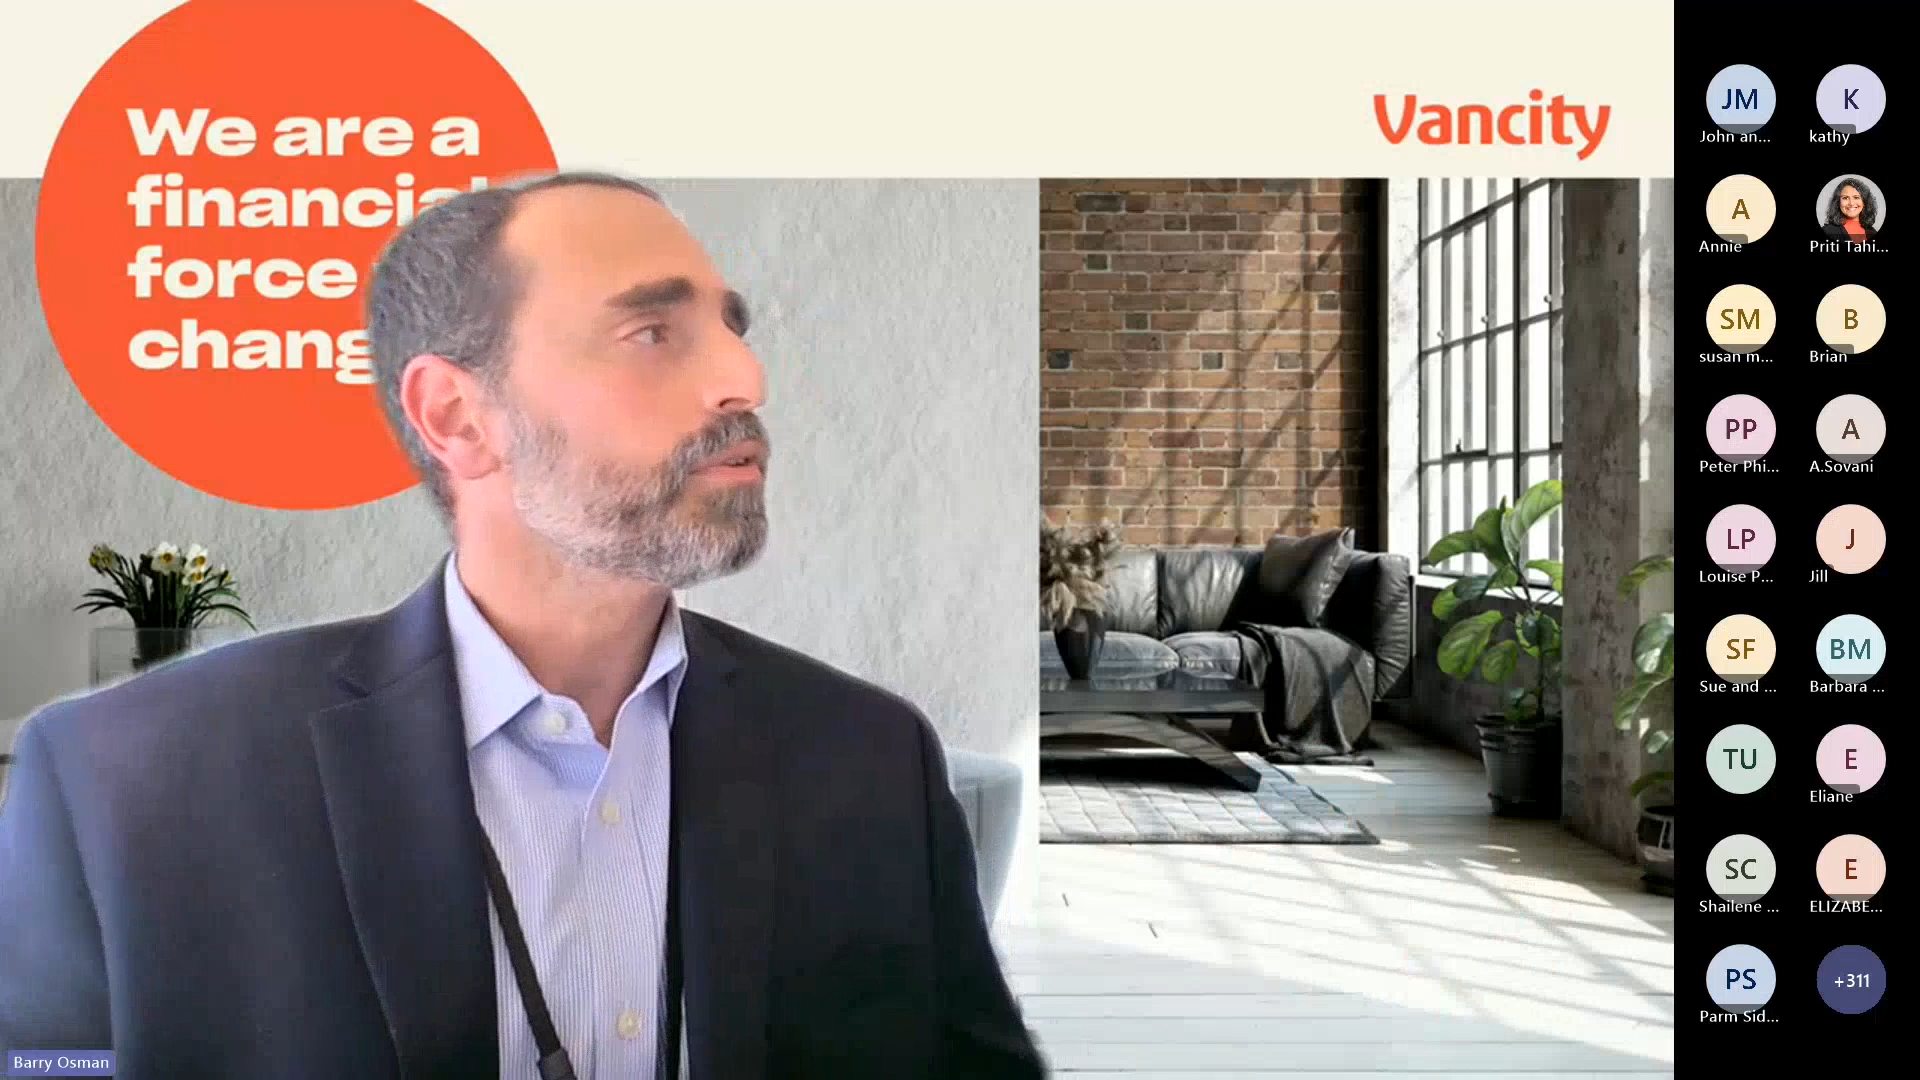 We are a
financial
force
chang
Vancity
Barry Osman
JM
John an...
K
kathy
A
Annie
Priti Tahi...
SM
susan m...
B
Brian
PP
Peter Phi...
A
A.Sovani
LP
Louise P...
J
Jill
SF
Sue and ...
BM
Barbara ...
TU
E
Eliane
SC
Shailene ...
E
ELIZABE...
PS
Parm Sid...
+311